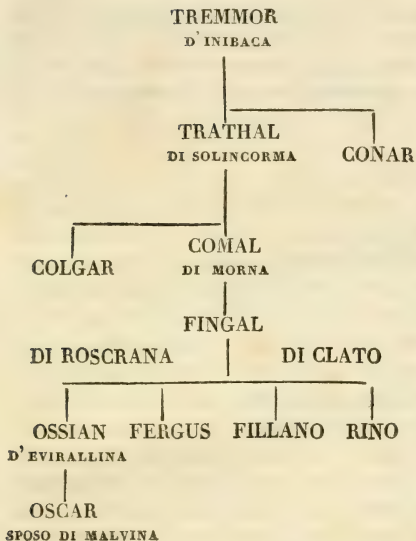 TREMMOR
D'INIBACA
TRATHAL CONAR
DI SOLINCORMA
COLGAR COMAL
DI MORNA
FINGAL
DI ROSCRANA DI CLATO
OSSIAN FERGUS FILLANO RINO
D'EVIRALLINA
OSCAR
SPOSO DI MALVINA